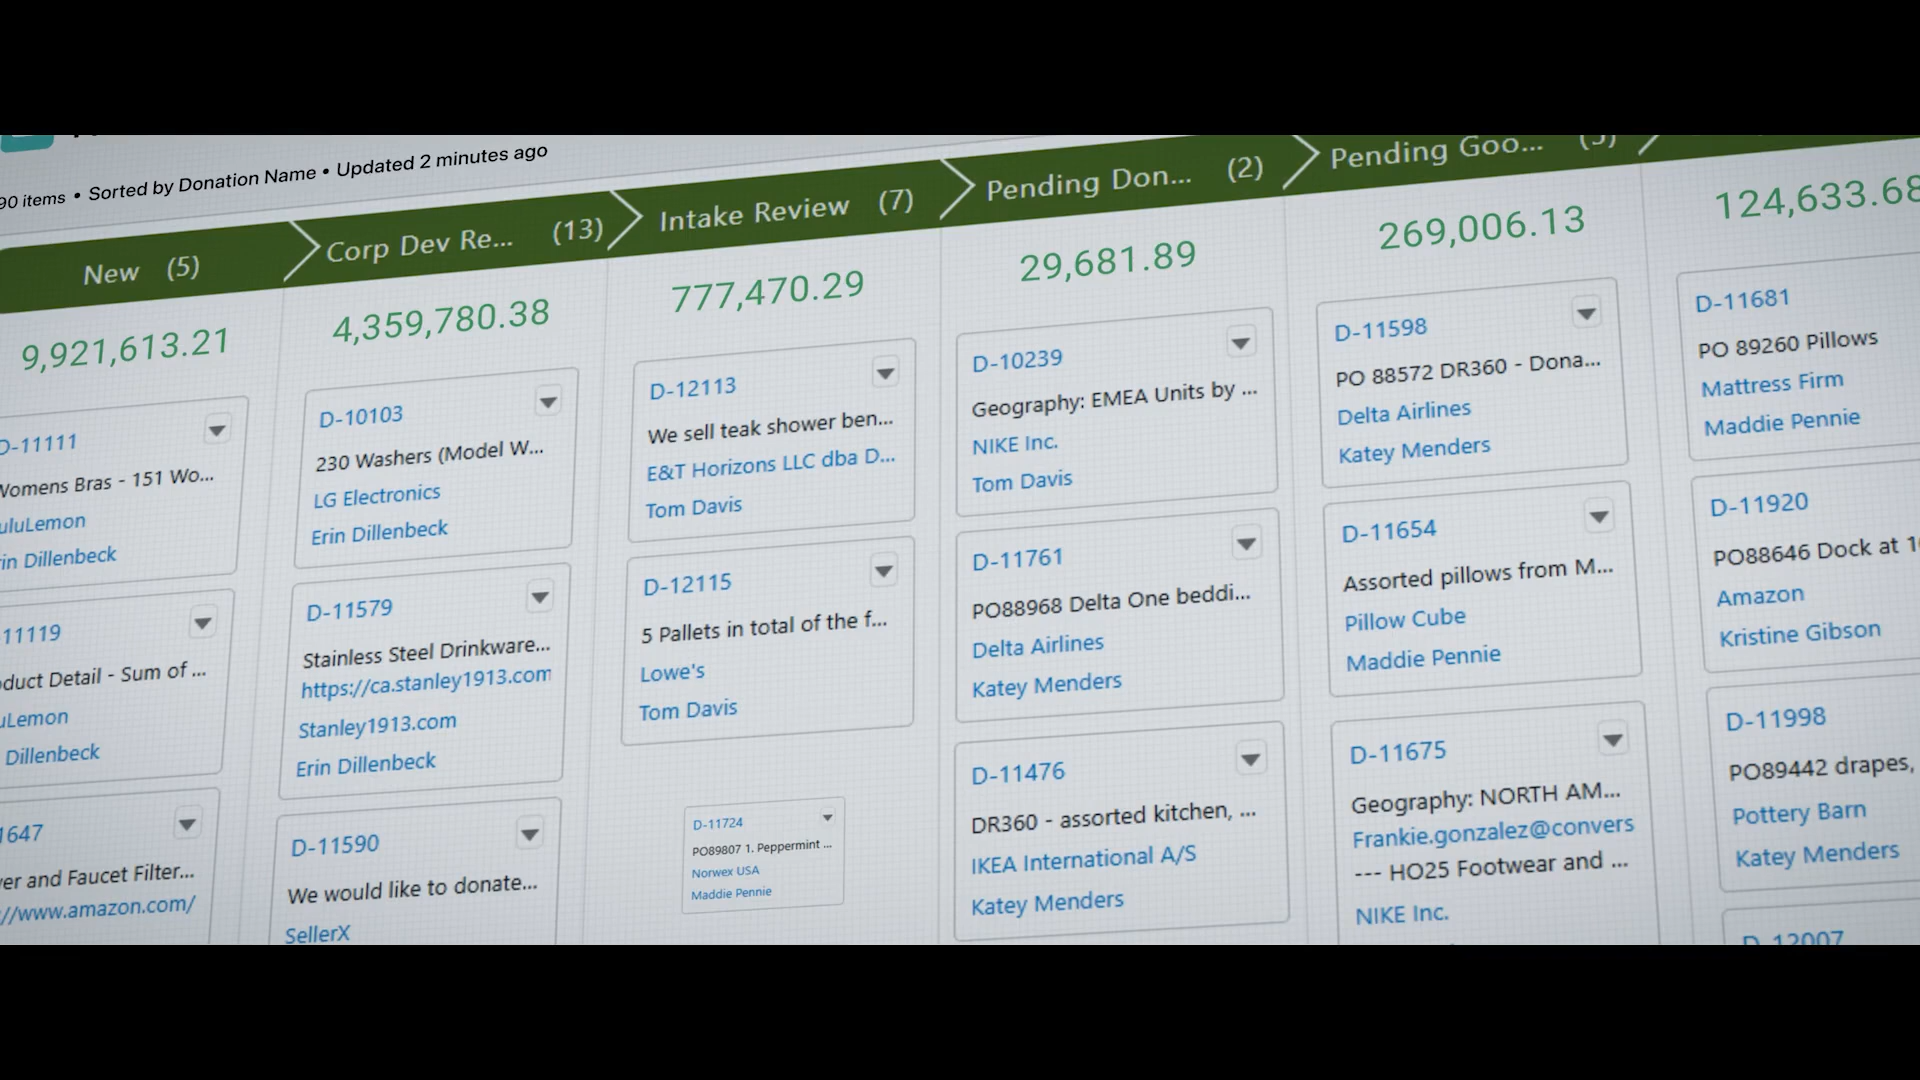 90 items • Sorted by Donation Name • Updated 2 minutes ago
New (5)
9,921,613.21
D-11111
Womens Bras - 151 Wo...
luluLemon
Erin Dillenbeck
11119
duct Detail - Sum of ...
uLemon
Dillenbeck
1647
er and Faucet Filter...
//www.amazon.com/
Corp Dev Re... (13)
4,359,780.38
D-10103
230 Washers (Model W...
LG Electronics
Erin Dillenbeck
D-11579
Stainless Steel Drinkware...
https://ca.stanley1913.com
Stanley1913.com
Erin Dillenbeck
D-11590
We would like to donate...
SellerX
Intake Review (7)
777,470.29
D-12113
We sell teak shower ben...
E&T Horizons LLC dba D...
Tom Davis
D-12115
5 Pallets in total of the f...
Lowe's
Tom Davis
D-11724
PO89807 1. Peppermint ...
Norwex USA
Maddie Pennie
Pending Don... (2)
29,681.89
D-10239
Geography: EMEA Units by ...
NIKE Inc.
Tom Davis
D-11761
PO88968 Delta One beddi...
Delta Airlines
Katey Menders
D-11476
DR360 - assorted kitchen, ...
IKEA International A/S
Katey Menders
Pending Goo...
269,006.13
D-11598
PO 88572 DR360 - Dona...
Delta Airlines
Katey Menders
D-11654
Assorted pillows from M...
Pillow Cube
Maddie Pennie
D-11675
Geography: NORTH AM...
Frankie.gonzalez@convers
--- HO25 Footwear and ...
NIKE Inc.
124,633.68
D-11681
PO 89260 Pillows
Mattress Firm
Maddie Pennie
D-11920
PO88646 Dock at 1
Amazon
Kristine Gibson
D-11998
PO89442 drapes,
Pottery Barn
Katey Menders
D-12007